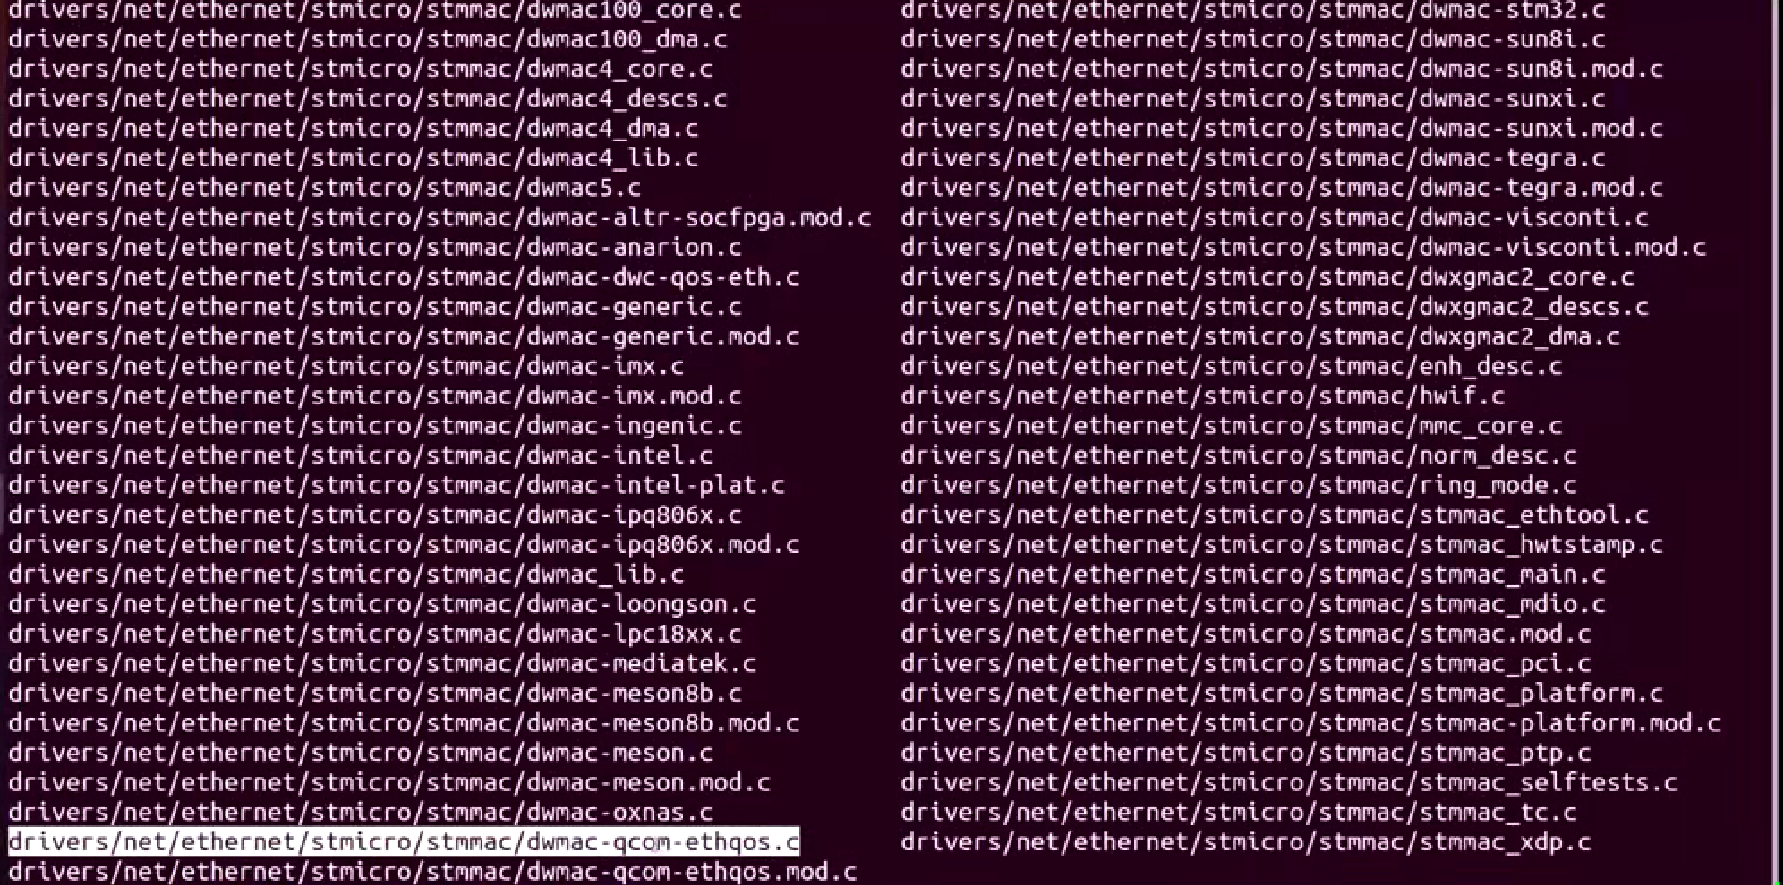 drivers/net/ethernet/stmicro/stmmac/dwmac100_core.c
drivers/net/ethernet/stmicro/stmmac/dwmac100_dma.c
drivers/net/ethernet/stmicro/stmmac/dwmac4_core.c
drivers/net/ethernet/stmicro/stmmac/dwmac4_descs.c
drivers/net/ethernet/stmicro/stmmac/dwmac4_dma.c
drivers/net/ethernet/stmicro/stmmac/dwmac4_lib.c
drivers/net/ethernet/stmicro/stmmac/dwmac5.c
drivers/net/ethernet/stmicro/stmmac/dwmac-altr-socfpga.mod.c
drivers/net/ethernet/stmicro/stmmac/dwmac-anarion.c
drivers/net/ethernet/stmicro/stmmac/dwmac-dwc-qos-eth.c
drivers/net/ethernet/stmicro/stmmac/dwmac-generic.c
drivers/net/ethernet/stmicro/stmmac/dwmac-generic.mod.c
drivers/net/ethernet/stmicro/stmmac/dwmac-imx.c
drivers/net/ethernet/stmicro/stmmac/dwmac-imx.mod.c
drivers/net/ethernet/stmicro/stmmac/dwmac-ingenic.c
drivers/net/ethernet/stmicro/stmmac/dwmac-intel.c
drivers/net/ethernet/stmicro/stmmac/dwmac-intel-plat.c
drivers/net/ethernet/stmicro/stmmac/dwmac-ipq806x.c
drivers/net/ethernet/stmicro/stmmac/dwmac-ipq806x.mod.c
drivers/net/ethernet/stmicro/stmmac/dwmac_lib.c
drivers/net/ethernet/stmicro/stmmac/dwmac-loongson.c
drivers/net/ethernet/stmicro/stmmac/dwmac-lpc18xx.c
drivers/net/ethernet/stmicro/stmmac/dwmac-mediatek.c
drivers/net/ethernet/stmicro/stmmac/dwmac-meson8b.c
drivers/net/ethernet/stmicro/stmmac/dwmac-meson8b.mod.c
drivers/net/ethernet/stmicro/stmmac/dwmac-meson.c
drivers/net/ethernet/stmicro/stmmac/dwmac-meson.mod.c
drivers/net/ethernet/stmicro/stmmac/dwmac-oxnas.c
drivers/net/ethernet/stmicro/stmmac/dwmac-qcom-ethqos.c
drivers/net/ethernet/stmicro/stmmac/dwmac-qcom-ethqos.mod.c
drivers/net/ethernet/stmicro/stmmac/dwmac-stm32.c
drivers/net/ethernet/stmicro/stmmac/dwmac-sun8i.c
drivers/net/ethernet/stmicro/stmmac/dwmac-sun8i.mod.c
drivers/net/ethernet/stmicro/stmmac/dwmac-sunxi.c
drivers/net/ethernet/stmicro/stmmac/dwmac-sunxi.mod.c
drivers/net/ethernet/stmicro/stmmac/dwmac-tegra.c
drivers/net/ethernet/stmicro/stmmac/dwmac-tegra.mod.c
drivers/net/ethernet/stmicro/stmmac/dwmac-visconti.c
drivers/net/ethernet/stmicro/stmmac/dwmac-visconti.mod.c
drivers/net/ethernet/stmicro/stmmac/dwxgmac2_core.c
drivers/net/ethernet/stmicro/stmmac/dwxgmac2_descs.c
drivers/net/ethernet/stmicro/stmmac/dwxgmac2_dma.c
drivers/net/ethernet/stmicro/stmmac/enh_desc.c
drivers/net/ethernet/stmicro/stmmac/hwif.c
drivers/net/ethernet/stmicro/stmmac/mmc_core.c
drivers/net/ethernet/stmicro/stmmac/norm_desc.c
drivers/net/ethernet/stmicro/stmmac/ring_mode.c
drivers/net/ethernet/stmicro/stmmac/stmmac_ethtool.c
drivers/net/ethernet/stmicro/stmmac/stmmac_hwtstamp.c
drivers/net/ethernet/stmicro/stmmac/stmmac_main.c
drivers/net/ethernet/stmicro/stmmac/stmmac_mdio.c
drivers/net/ethernet/stmicro/stmmac/stmmac.mod.c
drivers/net/ethernet/stmicro/stmmac/stmmac_pci.c
drivers/net/ethernet/stmicro/stmmac/stmmac_platform.c
drivers/net/ethernet/stmicro/stmmac/stmmac-platform.mod.c
drivers/net/ethernet/stmicro/stmmac/stmmac_ptp.c
drivers/net/ethernet/stmicro/stmmac/stmmac_selftests.c
drivers/net/ethernet/stmicro/stmmac/stmmac_tc.c
drivers/net/ethernet/stmicro/stmmac/stmmac_xdp.c